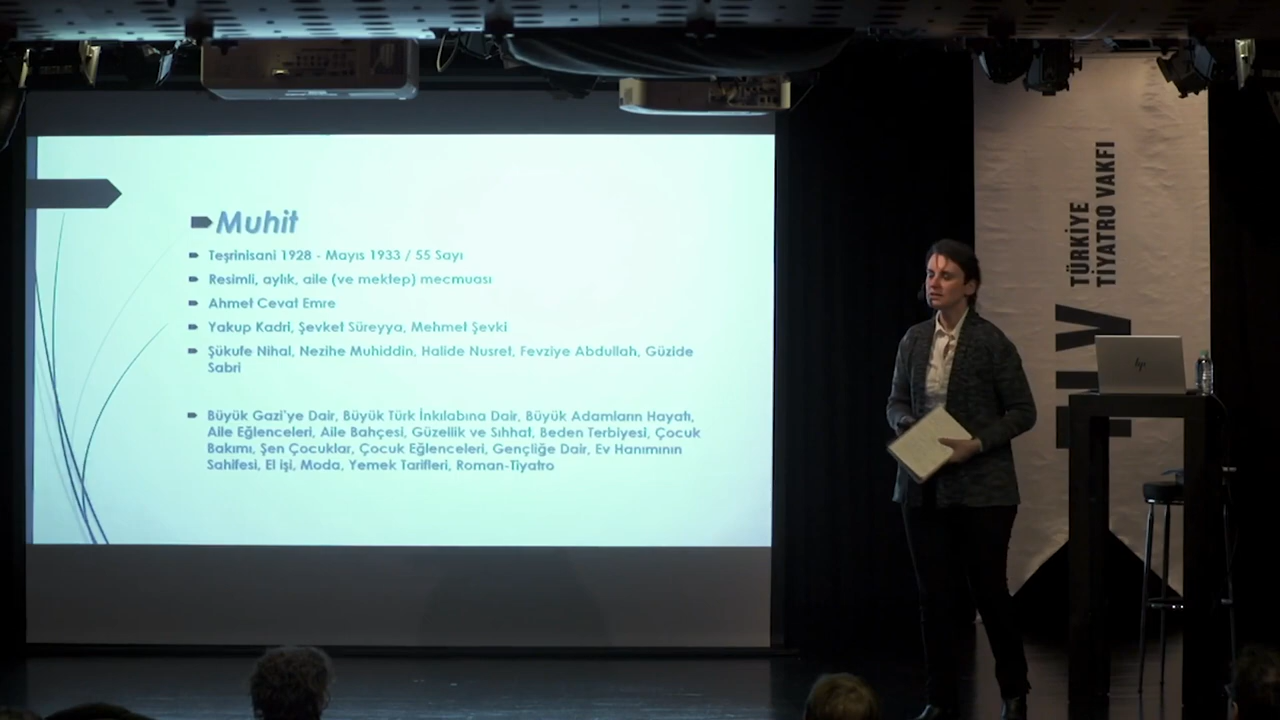 Muhit
Teşrinisani 1928 - Mayıs 1933 / 55 Sayı
Resimli, aylık, aile (ve mektep) mecmuası
Ahmet Cevat Emre
Yakup Kadri, Şevket Süreyya, Mehmet Şevki
Şükufe Nihal, Nezihe Muhiddin, Halide Nusret, Fevziye Abdullah, Güzide
Sabri
Büyük Gazi'ye Dair, Büyük Türk İnkılabına Dair, Büyük Adamların Hayatı,
Aile Eğlenceleri, Aile Bahçesi, Güzellik ve Sıhhat, Beden Terbiyesi, Çocuk
Bakımı, Şen Çocuklar, Çocuk Eğlenceleri, Gençliğe Dair, Ev Hanımının
Sahifesi, El işi, Moda, Yemek Tarifleri, Roman-Tiyatro
TÜRKİYE
TİYATRO VAKFI
hp